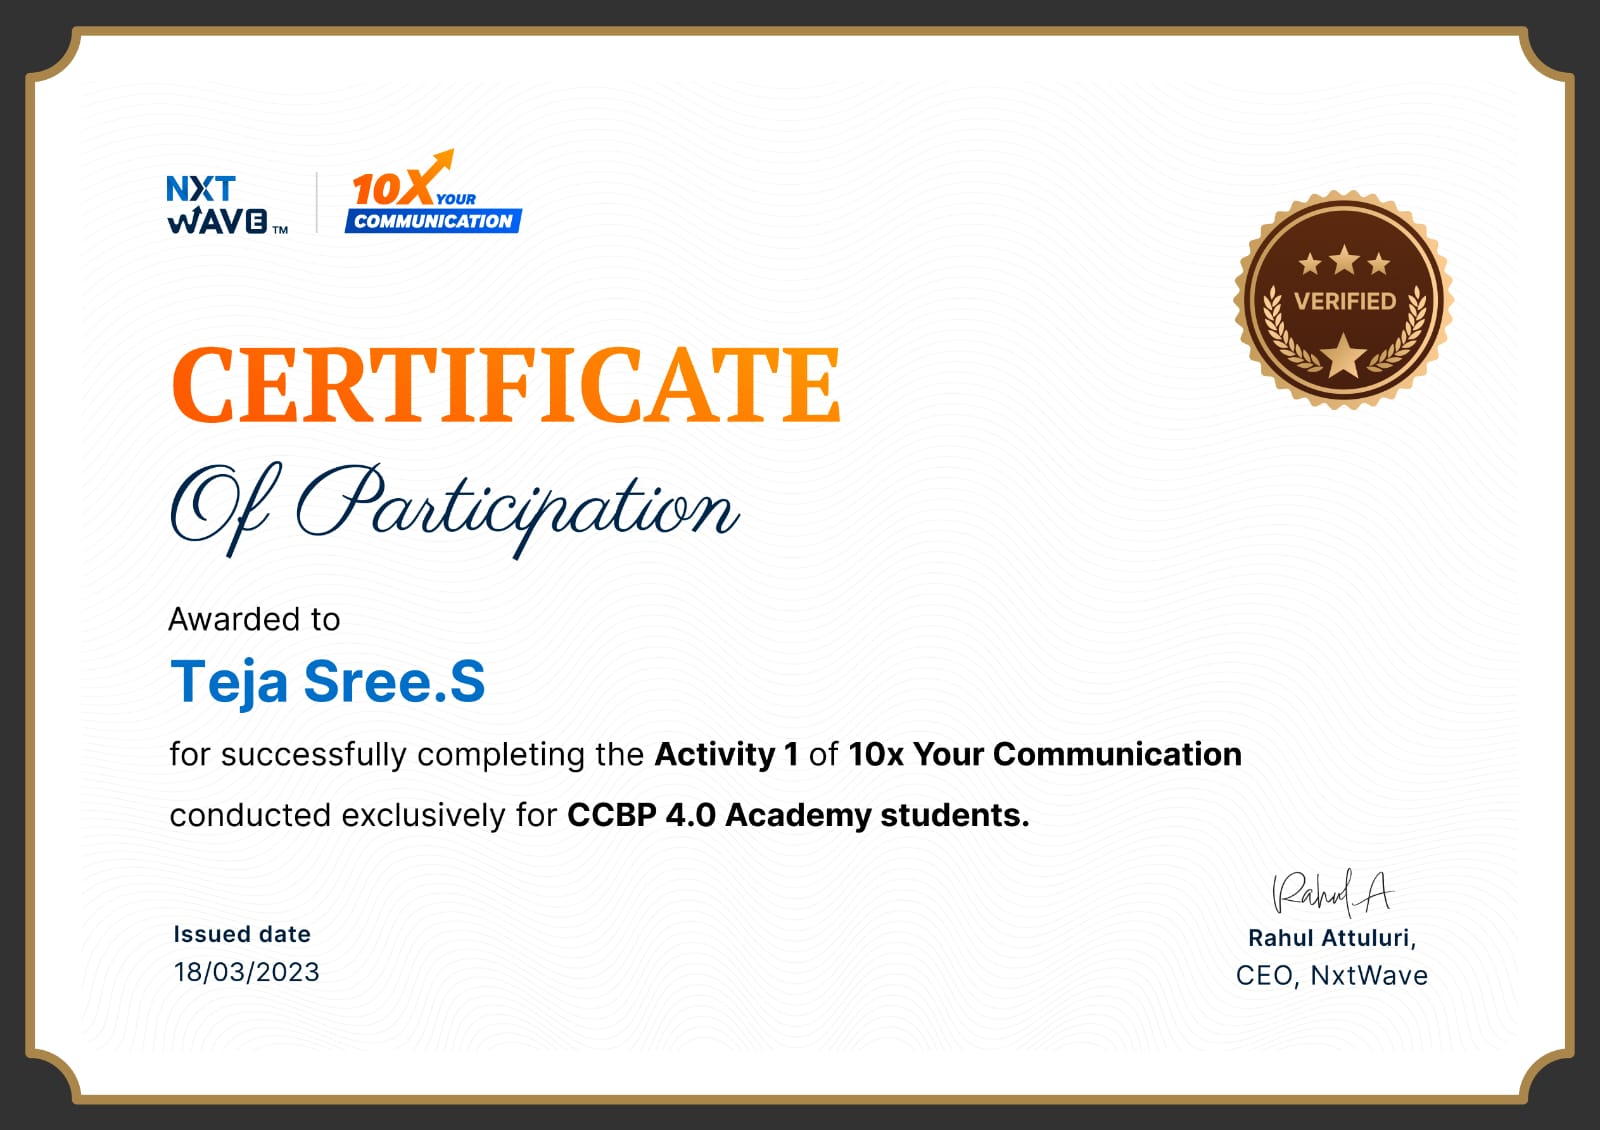 NXT
WAVE™
10X YOUR
COMMUNICATION
VERIFIED
CERTIFICATE
Of Participation
Awarded to
Teja Sree.S
for successfully completing the Activity 1 of 10x Your Communication
conducted exclusively for CCBP 4.0 Academy students.
Issued date
18/03/2023
Rahul A
Rahul Attuluri,
CEO, NxtWave